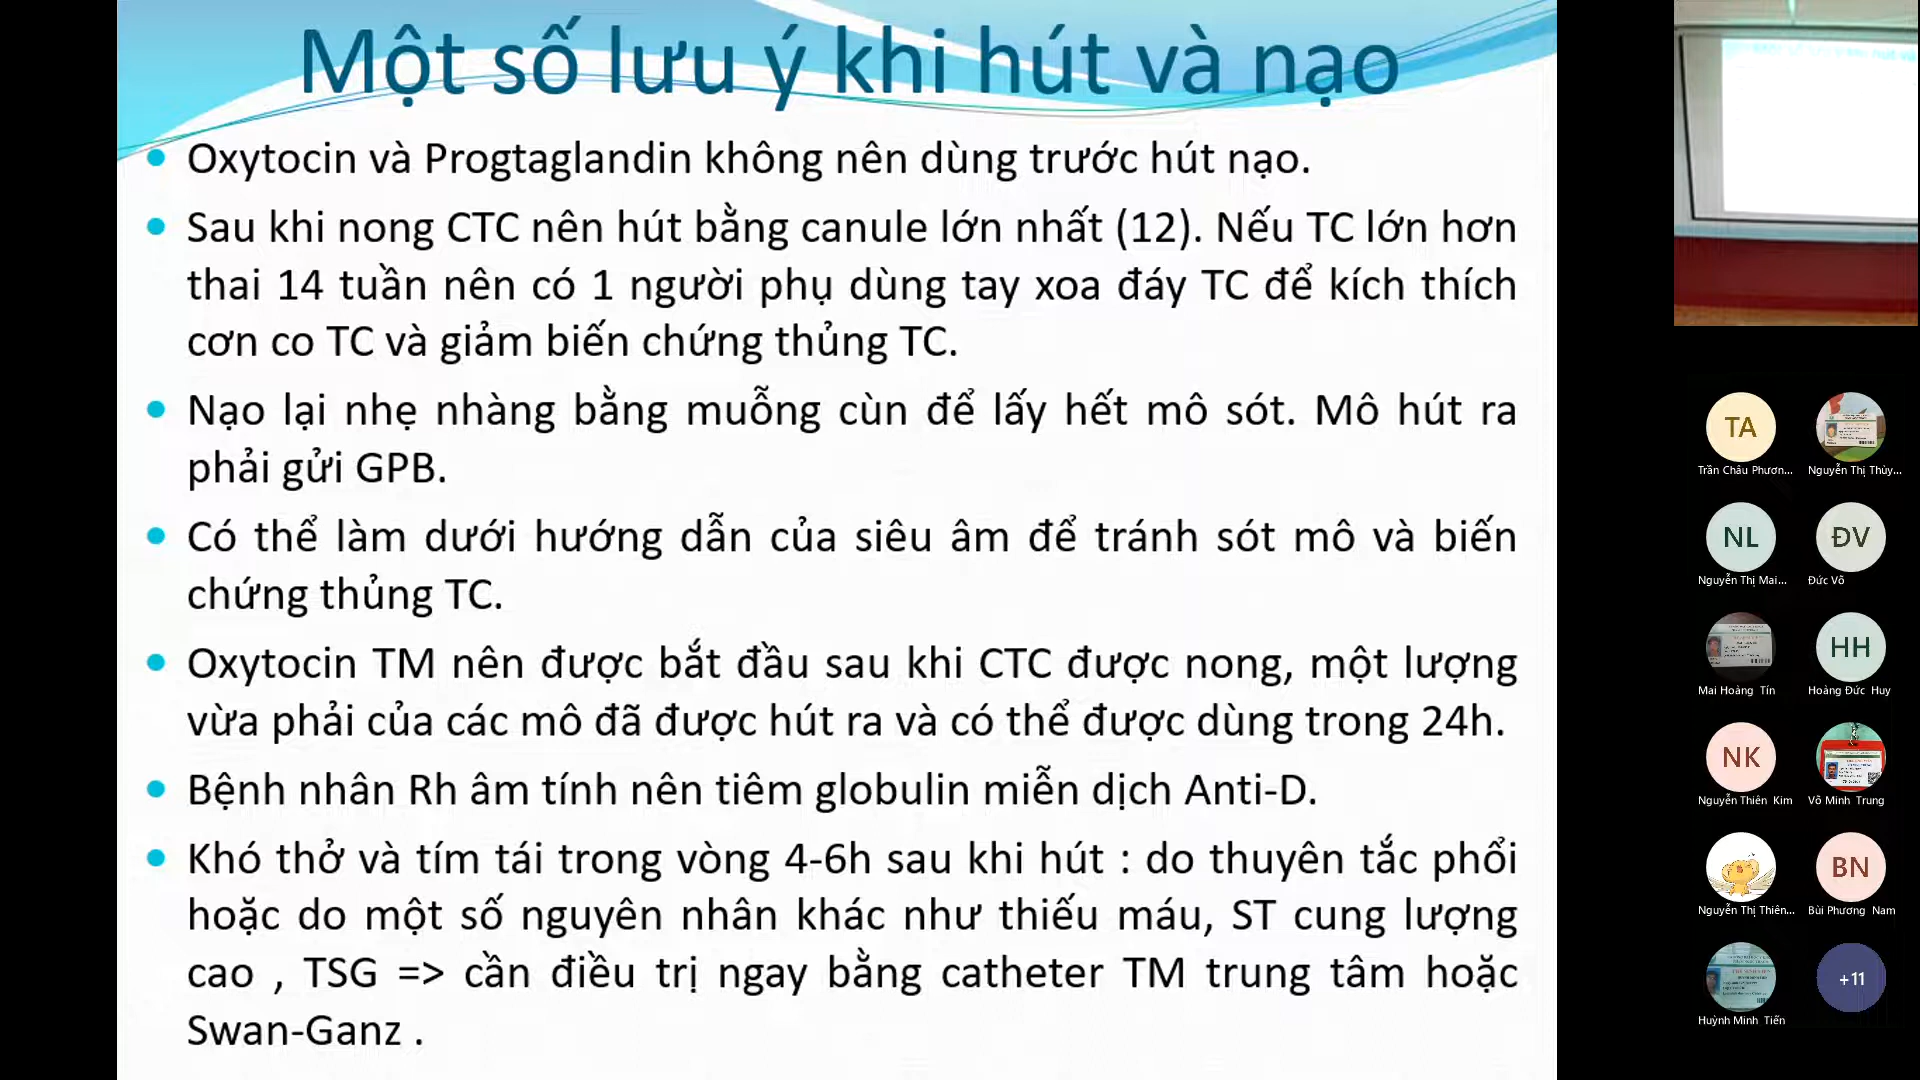 Một số lưu ý khi hút và nạo
Oxytocin và Progtaglandin không nên dùng trước hút nạo.
Sau khi nong CTC nên hút bằng canule lớn nhất (12). Nếu TC lớn hơn
thai 14 tuần nên có 1 người phụ dùng tay xoa đáy TC để kích thích
cơn co TC và giảm biến chứng thủng TC.
Nạo lại nhẹ nhàng bằng muỗng cùn để lấy hết mô sót. Mô hút ra
phải gửi GPB.
Có thể làm dưới hướng dẫn của siêu âm để tránh sót mô và biến
chứng thủng TC.
Oxytocin TM nên được bắt đầu sau khi CTC được nong, một lượng
vừa phải của các mô đã được hút ra và có thể được dùng trong 24h.
Bệnh nhân Rh âm tính nên tiêm globulin miễn dịch Anti-D.
Khó thở và tím tái trong vòng 4-6h sau khi hút : do thuyên tắc phổi
hoặc do một số nguyên nhân khác như thiếu máu, ST cung lượng
cao , TSG => cần điều trị ngay bằng catheter TM trung tâm hoặc
Swan-Ganz .
TA
Trần Châu Phươn...
Nguyễn Thị Thùy...
NL
ĐV
Nguyễn Thị Mai...
Đức Võ
HH
Mai Hoàng Tín
Hoàng Đức Huy
NK
Nguyễn Thiên Kim
Võ Minh Trung
BN
Nguyễn Thị Thiên...
Bùi Phương Nam
+11
Huỳnh Minh Tiến